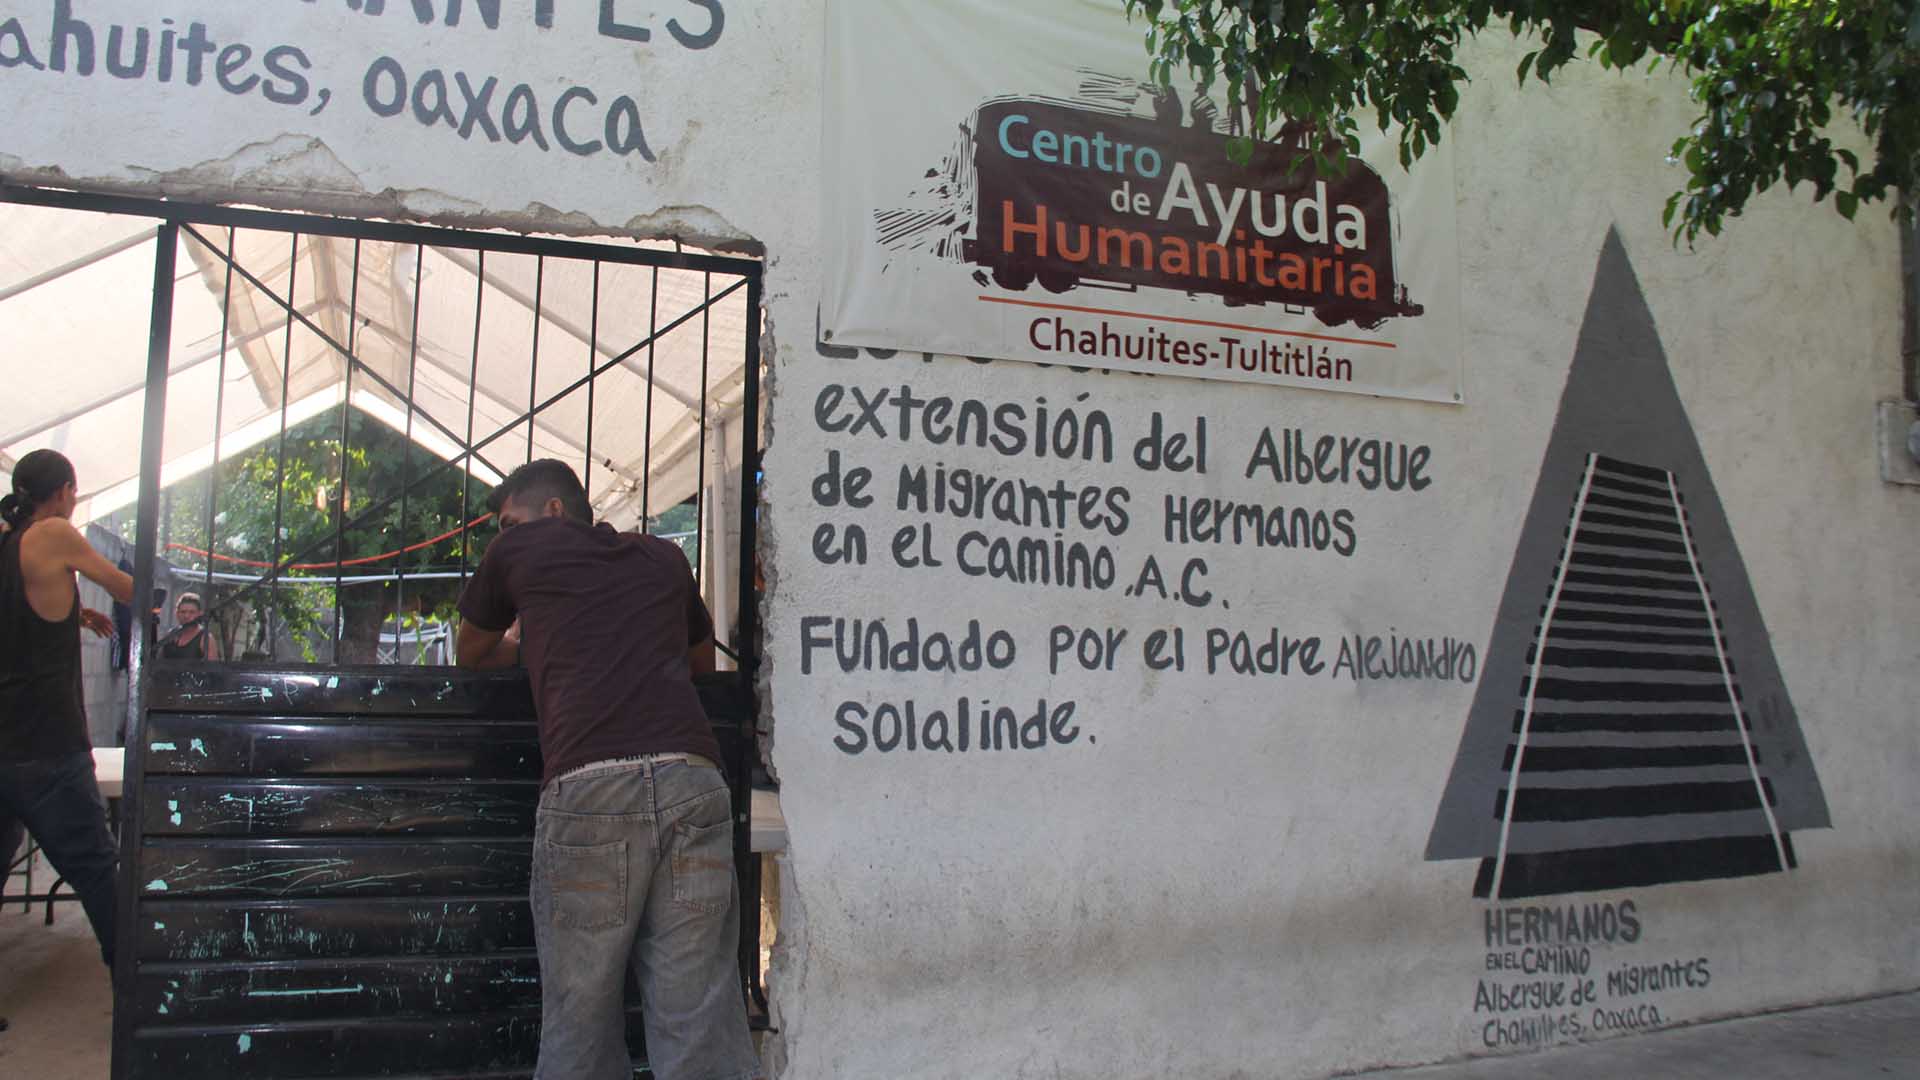 ahuites, oaxaca
Centro
de Ayuda
Humanitaria
Chahuites-Tultitlán
extensión del Albergue
de Migrantes Hermanos
en el Camino, A.C.
Fundado por el Padre Alejandro
Solalinde.
HERMANOS
EN EL CAMINO
Albergue de Migrantes
Chahuites, Oaxaca.